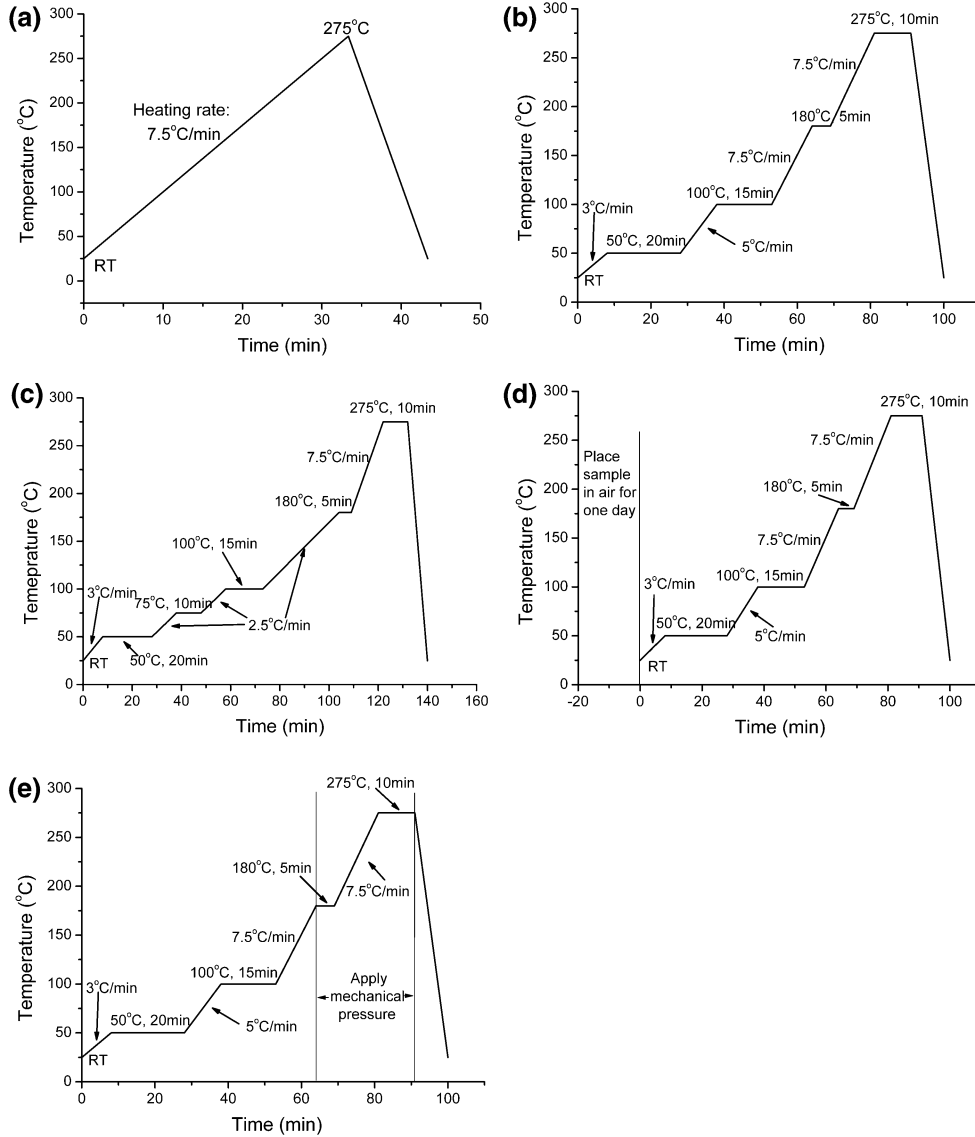 (a)
300
250
200
150
100
50
0
Temperature (°C)
275°C
Heating rate:
7.5°C/min
RT
0 10 20 30 40 50
Time (min)
(b)
300
250
200
150
100
50
0
Temperature (°C)
275°C, 10min
7.5°C/min
180°C, 5min
7.5°C/min
100°C, 15min
3°C/min
50°C, 20min
5°C/min
RT
0 20 40 60 80 100
Time (min)
(c)
300
250
200
150
100
50
0
Temeprature (°C)
275°C, 10min
7.5°C/min
180°C, 5min
100°C, 15min
3°C/min
75°C, 10min
2.5°C/min
RT
50°C, 20min
0 20 40 60 80 100 120 140 160
Time (min)
(d)
300
250
200
150
100
50
0
Temperature (°C)
275°C, 10min
7.5°C/min
Place
sample
in air for
one day
180°C, 5min
7.5°C/min
100°C, 15min
3°C/min
50°C, 20min
5°C/min
RT
-20 0 20 40 60 80 100
Time (min)
(e)
300
250
200
150
100
50
0
Temperature (°C)
275°C, 10min
180°C, 5min
7.5°C/min
7.5°C/min
100°C, 15min
Apply
mechanical
pressure
3°C/min
50°C, 20min
5°C/min
RT
0 20 40 60 80 100
Time (min)